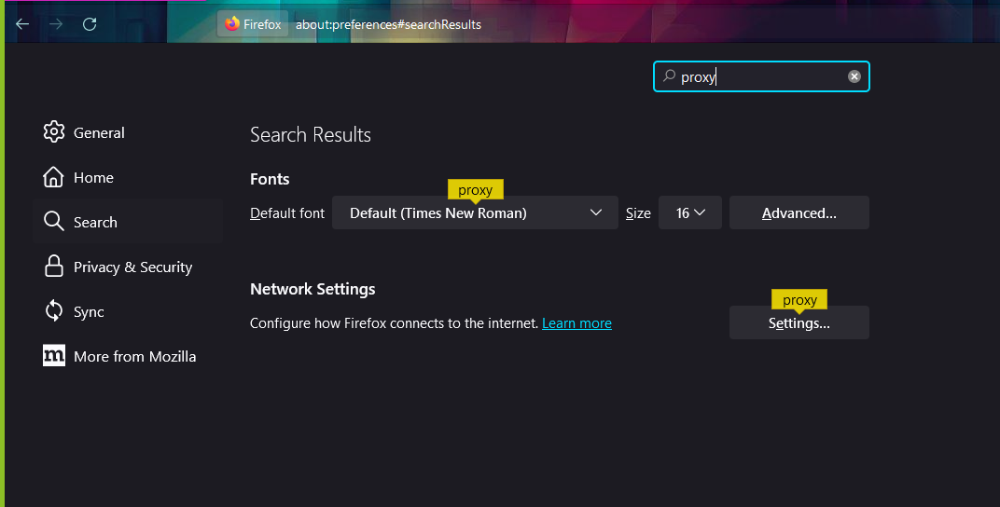 Firefox about:preferences#searchResults
proxy
General
Home
Search
Privacy & Security
Sync
More from Mozilla
Search Results
Fonts
proxy
Default font Default (Times New Roman) Size 16 Advanced...
Network Settings
proxy
Configure how Firefox connects to the internet. Learn more Settings...